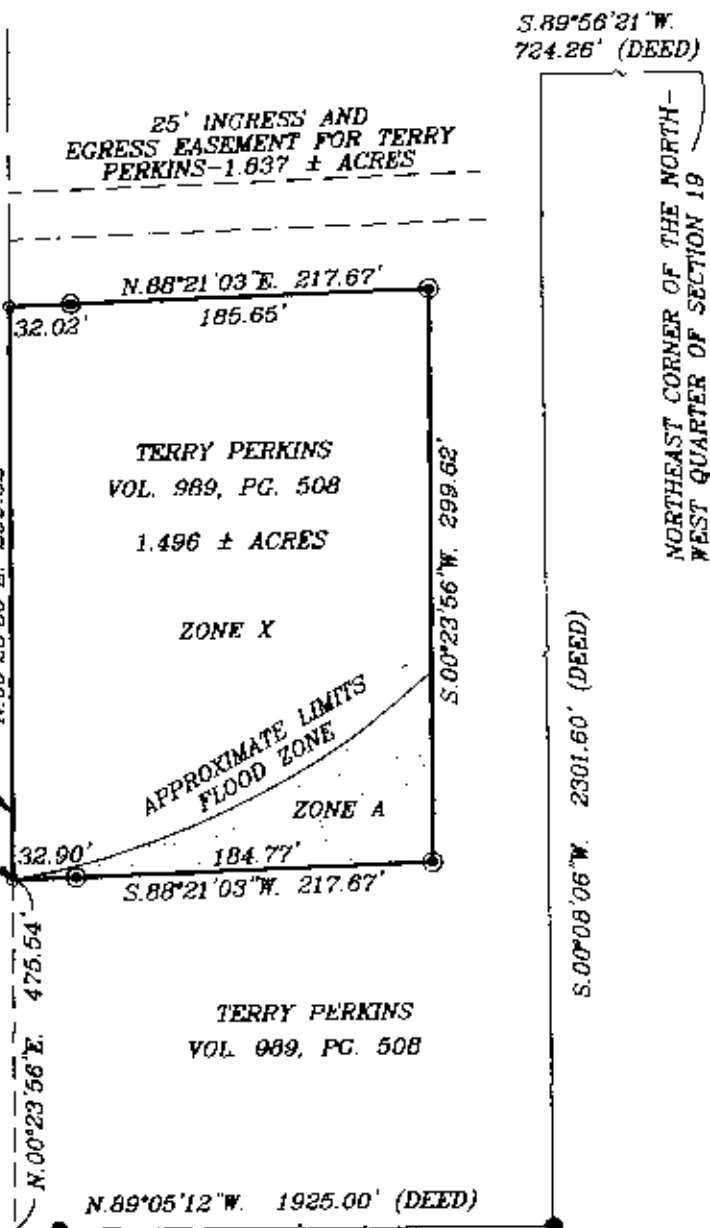 S.89°56'21"W.
724.26' (DEED)
25' INGRESS AND
EGRESS EASEMENT FOR TERRY
PERKINS-1.637 ± ACRES
NORTHEAST CORNER OF THE NORTH-
WEST QUARTER OF SECTION 19
N.88°21'03"E. 217.67'
32.02'
185.65'
TERRY PERKINS
VOL. 989, PG. 508
1.496 ± ACRES
ZONE X
S.00°23'56"W. 299.62'
APPROXIMATE LIMITS
FLOOD ZONE
ZONE A
S.00°08'06"W. 2301.60' (DEED)
32.90'
184.77'
S.88°21'03"W. 217.67'
N.00°23'56"E. 475.54'
TERRY PERKINS
VOL. 989, PG. 508
N.89°05'12"W. 1925.00' (DEED)